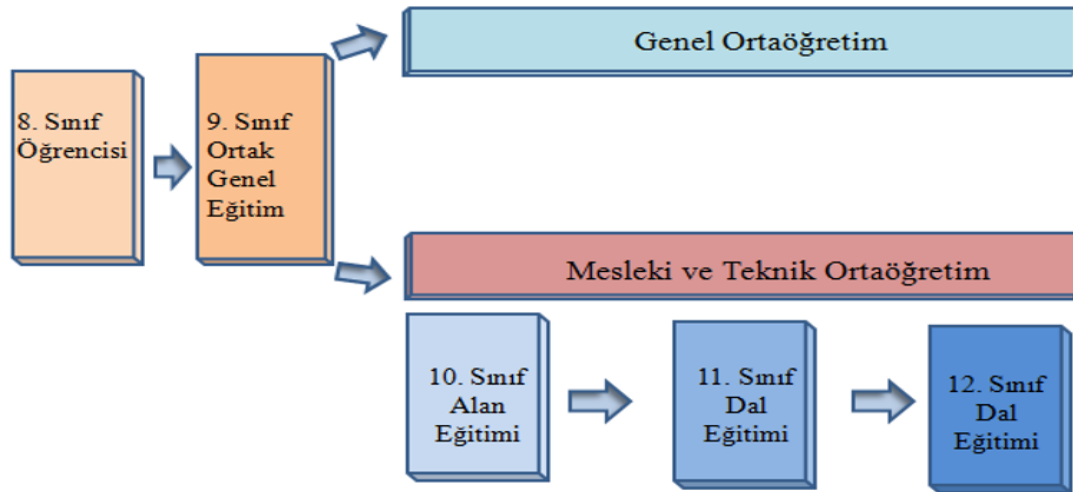 Genel Ortaöğretim
8. Sınıf
Öğrencisi
9. Sınıf
Ortak
Genel
Eğitim
Mesleki ve Teknik Ortaöğretim
10. Sınıf
Alan
Eğitimi
11. Sınıf
Dal
Eğitimi
12. Sınıf
Dal
Eğitimi